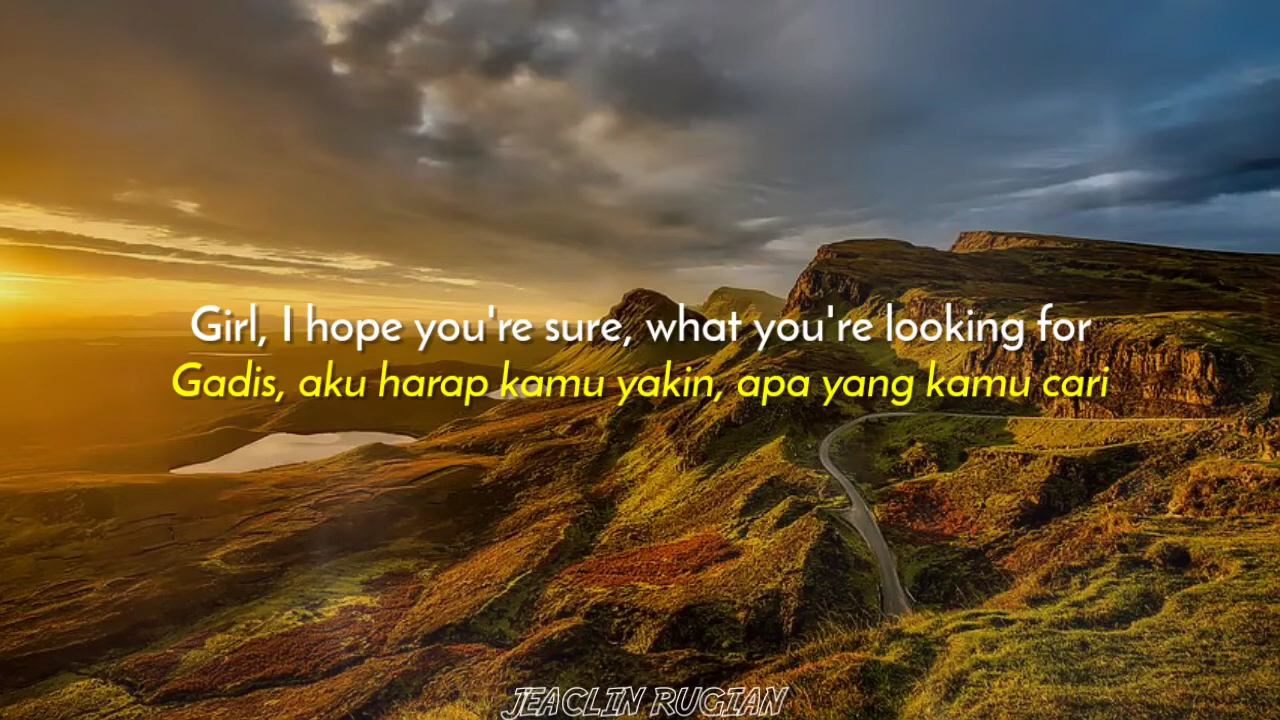 Girl, I hope you're sure, what you're looking for
Gadis, aku harap kamu yakin, apa yang kamu cari
JEACLIN RUGIAN